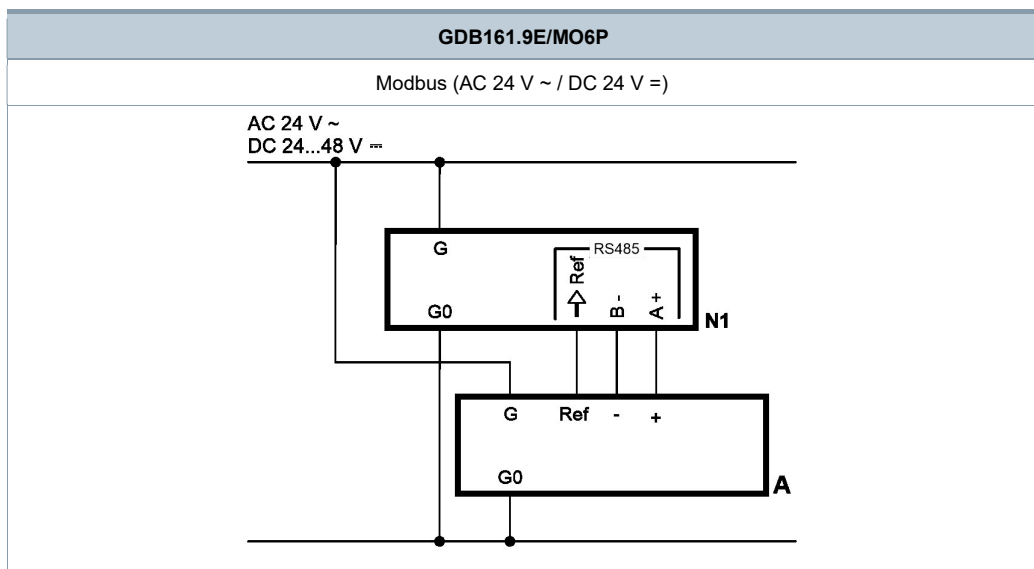 GDB161.9E/MO6P
Modbus (AC 24 V ~ / DC 24 V =)
AC 24 V ~
DC 24...48 V ⎓
G
RS485
Ref
B -
A +
G0
N1
G
Ref
-
+
G0
A